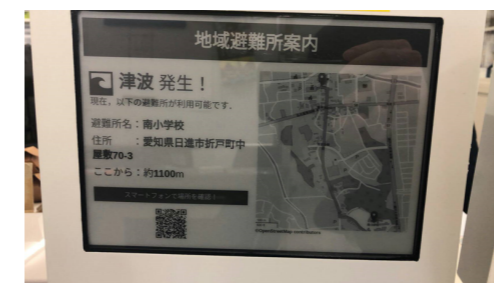 地域避難所案内
津波 発生！
現在、以下の避難所が利用可能です。
避難所名：南小学校
住所　：愛知県日進市折戸町中
屋敷70-3
ここから：約1100m
スマートフォンで場所を確認